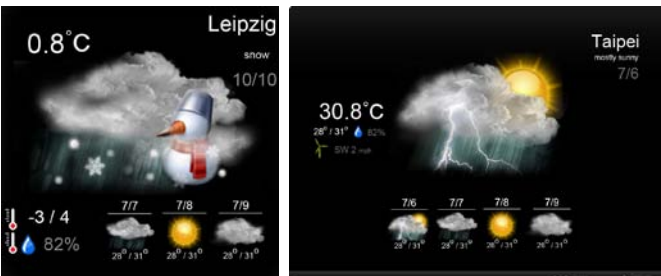 Leipzig
0.8°C
snow
10/10
7/7 7/8 7/9
-3 / 4
82%
28° / 31° 28° / 31° 28° / 31°
Taipei
mostly sunny
7/6
30.8°C
28° / 31° 82%
SW 2
7/6 7/7 7/8 7/9
28° / 31° 28° / 31° 28° / 31° 28° / 31°